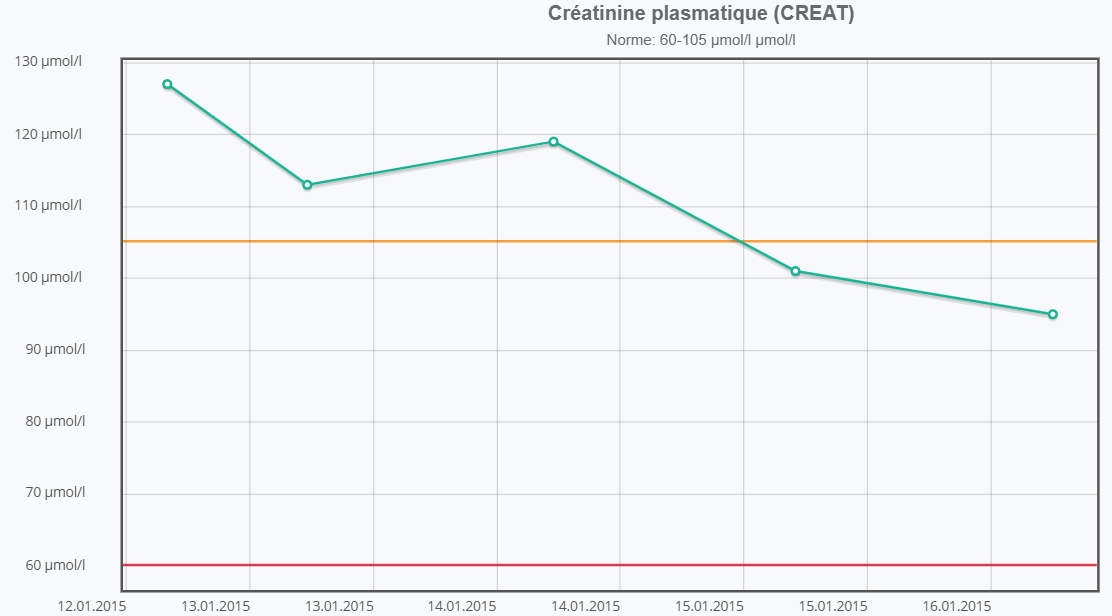 Créatinine plasmatique (CREAT)
Norme: 60-105 µmol/l µmol/l
130 µmol/l
120 µmol/l
110 µmol/l
100 µmol/l
90 µmol/l
80 µmol/l
70 µmol/l
60 µmol/l
12.01.2015 13.01.2015 13.01.2015 14.01.2015 14.01.2015 15.01.2015 15.01.2015 16.01.2015